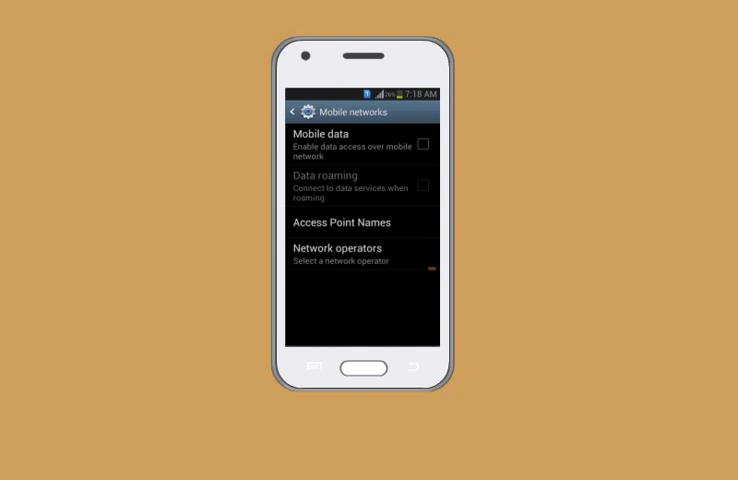 26% 7:18 AM
Mobile networks
Mobile data
Enable data access over mobile
network
Data roaming
Connect to data services when
roaming
Access Point Names
Network operators
Select a network operator